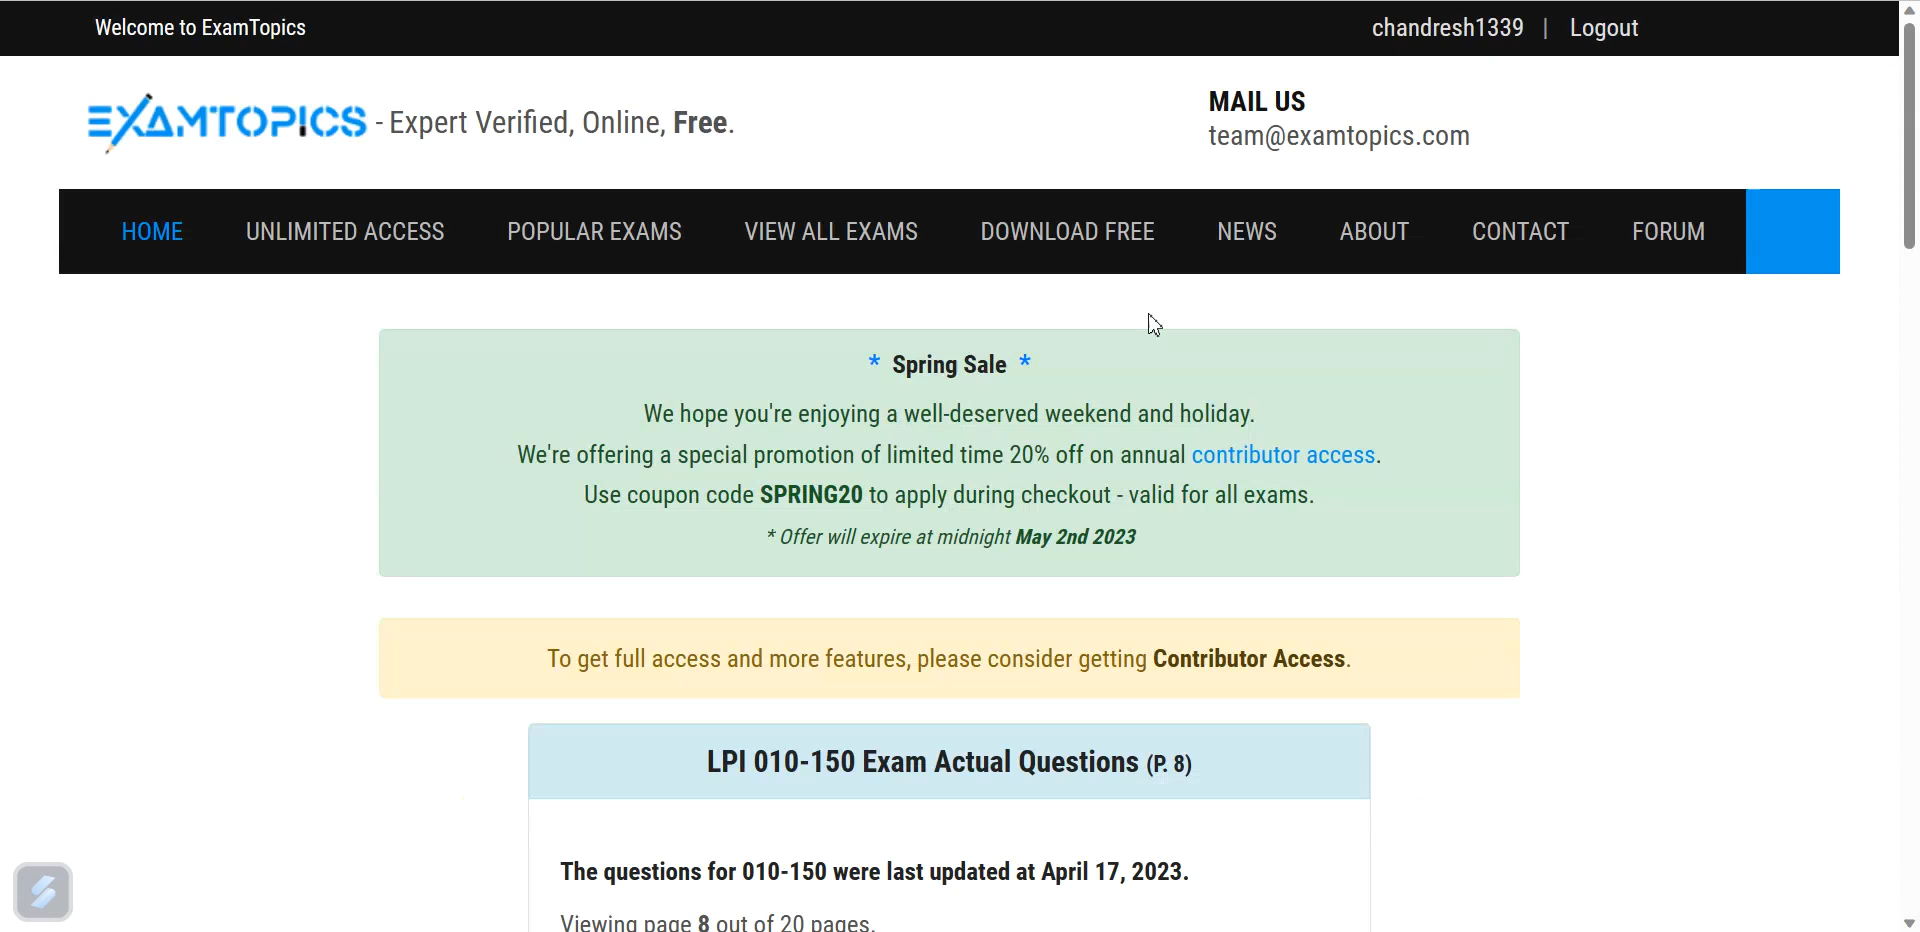 Welcome to ExamTopics
chandresh1339 | Logout
EXAMTOPICS - Expert Verified, Online, Free.
MAIL US
team@examtopics.com
HOME UNLIMITED ACCESS POPULAR EXAMS VIEW ALL EXAMS DOWNLOAD FREE NEWS ABOUT CONTACT FORUM
* Spring Sale *
We hope you're enjoying a well-deserved weekend and holiday.
We're offering a special promotion of limited time 20% off on annual contributor access.
Use coupon code SPRING20 to apply during checkout - valid for all exams.
* Offer will expire at midnight May 2nd 2023
To get full access and more features, please consider getting Contributor Access.
LPI 010-150 Exam Actual Questions (P. 8)
The questions for 010-150 were last updated at April 17, 2023.
Viewing page 8 out of 20 pages.